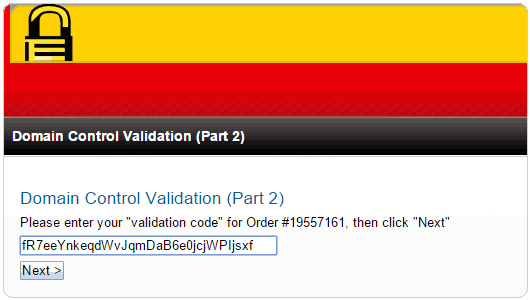 Domain Control Validation (Part 2)
Domain Control Validation (Part 2)
Please enter your "validation code" for Order #19557161, then click "Next"
fR7eeYnkeqdWvJqmDaB6e0jcjWPIjsxf
Next >